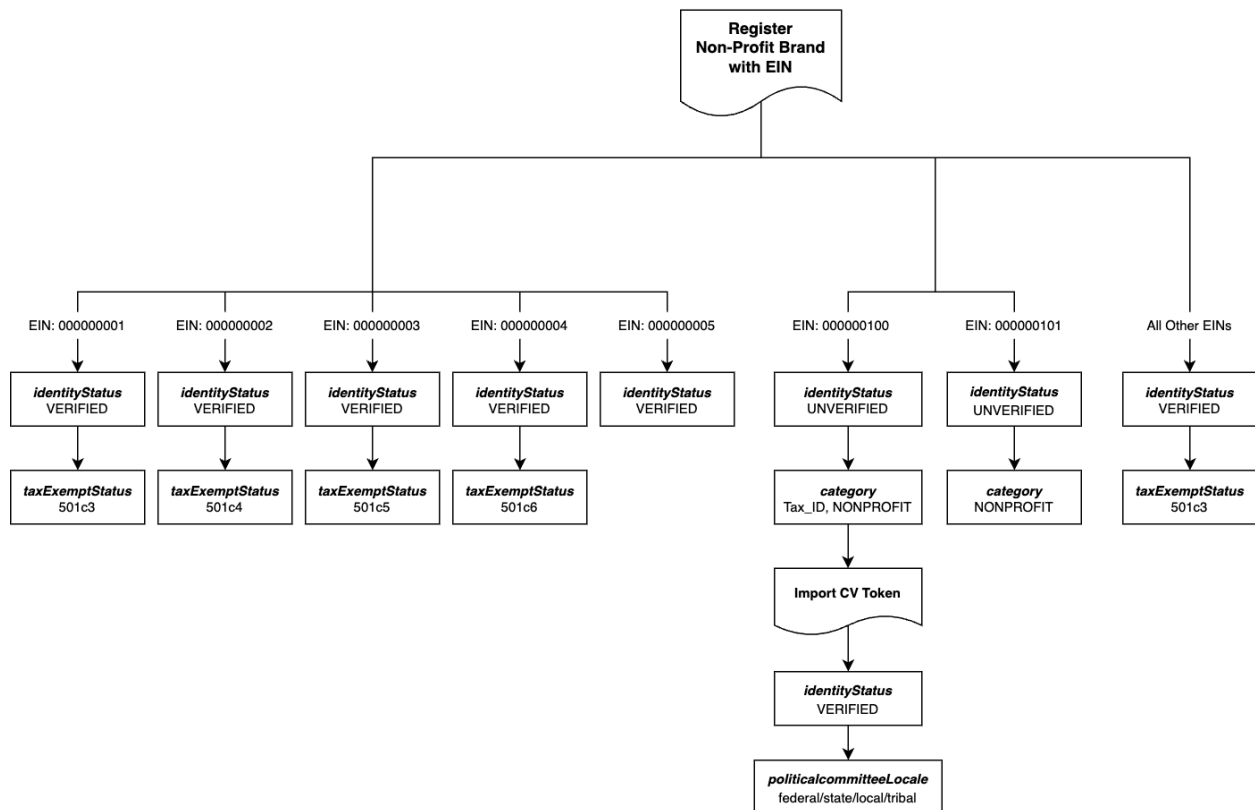 Register
Non-Profit Brand
with EIN
EIN: 000000001
EIN: 000000002
EIN: 000000003
EIN: 000000004
EIN: 000000005
EIN: 000000100
EIN: 000000101
All Other EINs
identityStatus
VERIFIED
identityStatus
VERIFIED
identityStatus
VERIFIED
identityStatus
VERIFIED
identityStatus
VERIFIED
identityStatus
UNVERIFIED
identityStatus
UNVERIFIED
identityStatus
VERIFIED
taxExemptStatus
501c3
taxExemptStatus
501c4
taxExemptStatus
501c5
taxExemptStatus
501c6
category
Tax_ID, NONPROFIT
category
NONPROFIT
taxExemptStatus
501c3
Import CV Token
identityStatus
VERIFIED
politicalcommitteeLocale
federal/state/local/tribal